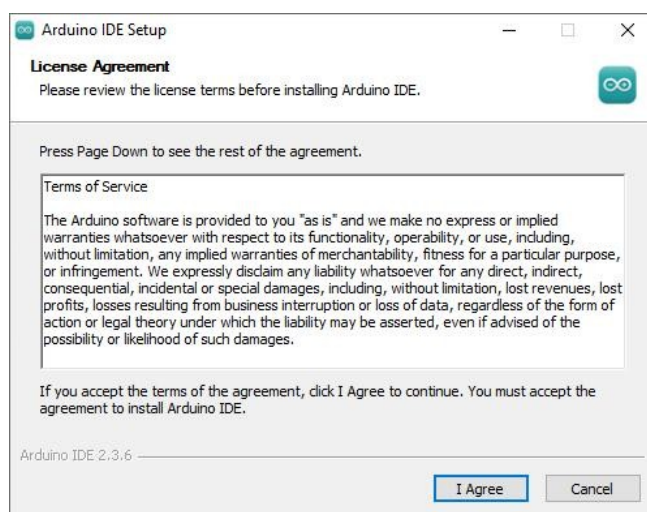 Arduino IDE Setup
License Agreement
Please review the license terms before installing Arduino IDE.
Press Page Down to see the rest of the agreement.
Terms of Service
The Arduino software is provided to you "as is" and we make no express or implied
warranties whatsoever with respect to its functionality, operability, or use, including,
without limitation, any implied warranties of merchantability, fitness for a particular purpose,
or infringement. We expressly disclaim any liability whatsoever for any direct, indirect,
consequential, incidental or special damages, including, without limitation, lost revenues, lost
profits, losses resulting from business interruption or loss of data, regardless of the form of
action or legal theory under which the liability may be asserted, even if advised of the
possibility or likelihood of such damages.
If you accept the terms of the agreement, click I Agree to continue. You must accept the
agreement to install Arduino IDE.
Arduino IDE 2.3.6
I Agree
Cancel